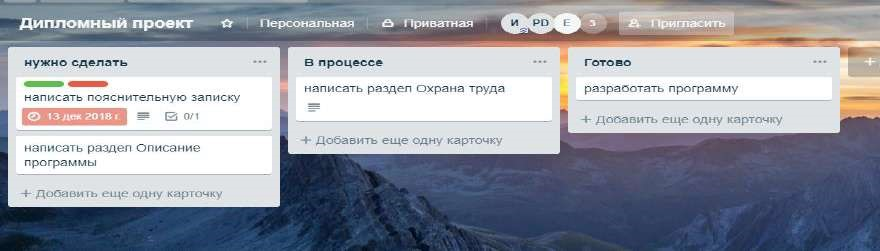 Дипломный проект
Персональная
Приватная
И PD E 3
Пригласить
нужно сделать
написать пояснительную записку
13 дек 2018 г.
0/1
написать раздел Описание
программы
+ Добавить еще одну карточку
В процессе
написать раздел Охрана труда
+ Добавить еще одну карточку
Готово
разработать программу
+ Добавить еще одну карточку